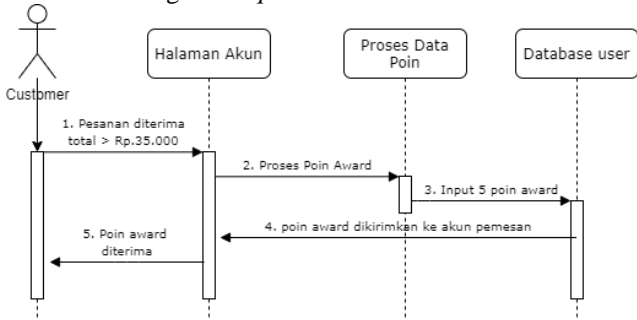 Halaman Akun
Proses Data
Poin
Database user
Customer
1. Pesanan diterima
total > Rp.35.000
2. Proses Poin Award
3. Input 5 poin award
4. poin award dikirimkan ke akun pemesan
5. Poin award
diterima